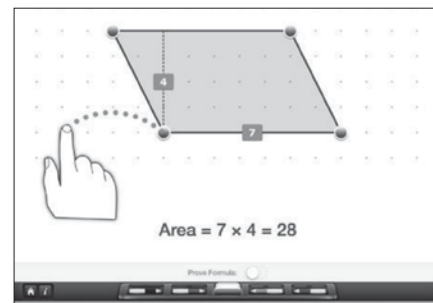 4
7
Area = 7 × 4 = 28
Prove Formula:
i